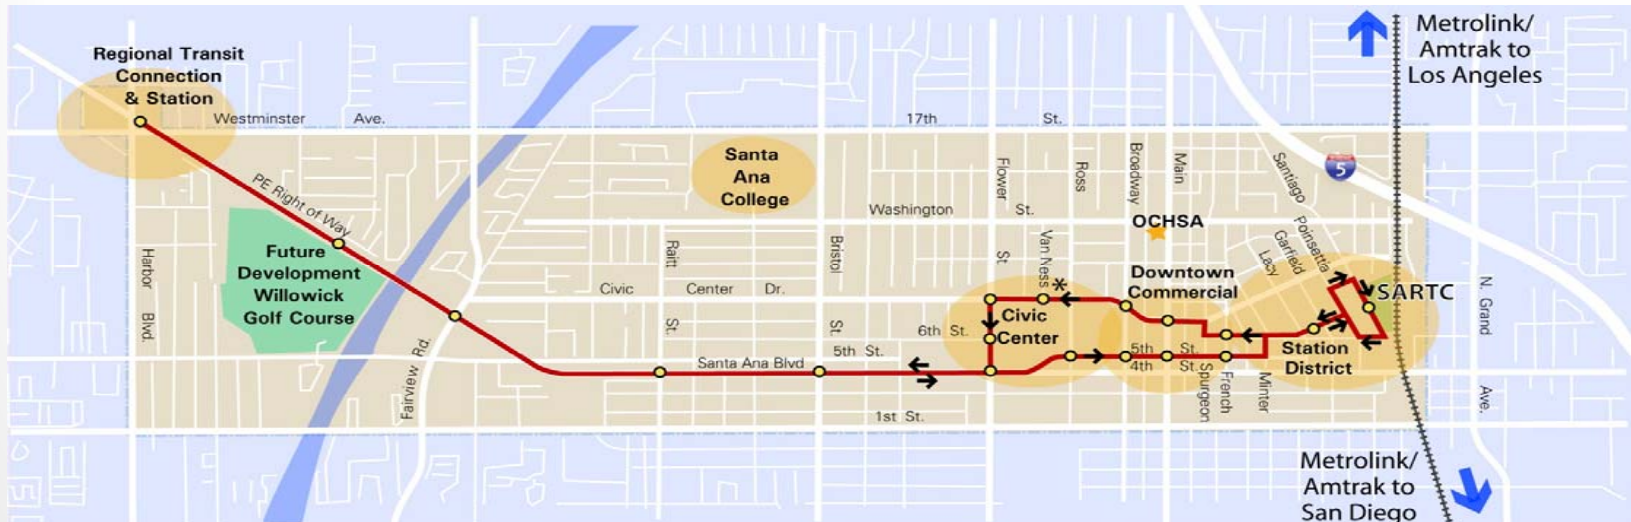 Regional Transit
Connection
& Station
Westminster Ave.
17th St.
Metrolink/
Amtrak to
Los Angeles
5
Santa
Ana
College
PE Right of Way
Future
Development
Willowick
Golf Course
Harbor
Blvd.
Fairview Rd.
Raitt
St.
Bristol
St.
Civic Center Dr.
Washington St.
Flower
St.
Van Ness
Ross
Broadway
Main
Santiago
Poinsettia
Garfield
Lacy
OCHSA
Downtown
Commercial
SARTC
N. Grand
Ave.
*
Civic
Center
6th St.
5th St.
Santa Ana Blvd
5th St.
4th St.
Station
District
Spurgeon
French
Minter
1st St.
Metrolink/
Amtrak to
San Diego